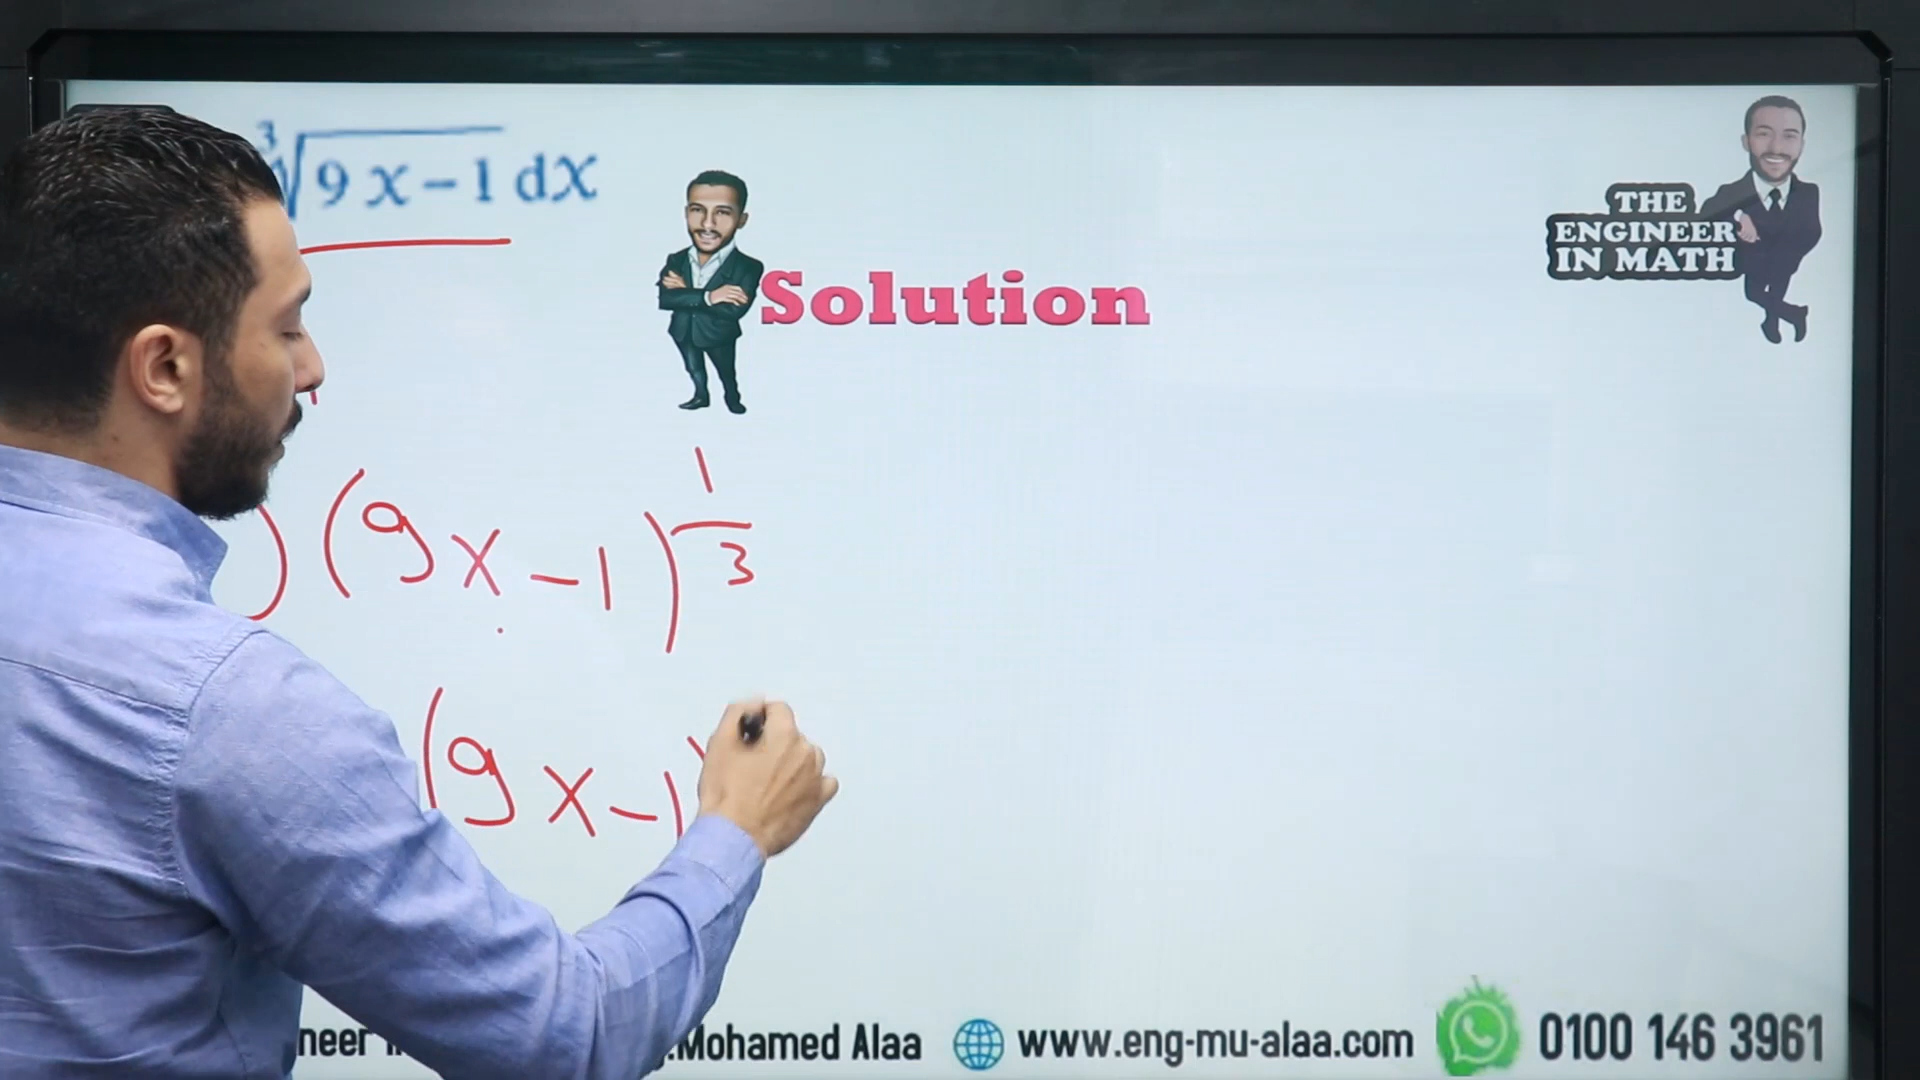 ∛9x-1 dx
THE
ENGINEER
IN MATH
Solution
(9x-1)^1/3
(9x-1)
Mohamed Alaa www.eng-mu-alaa.com 0100 146 3961